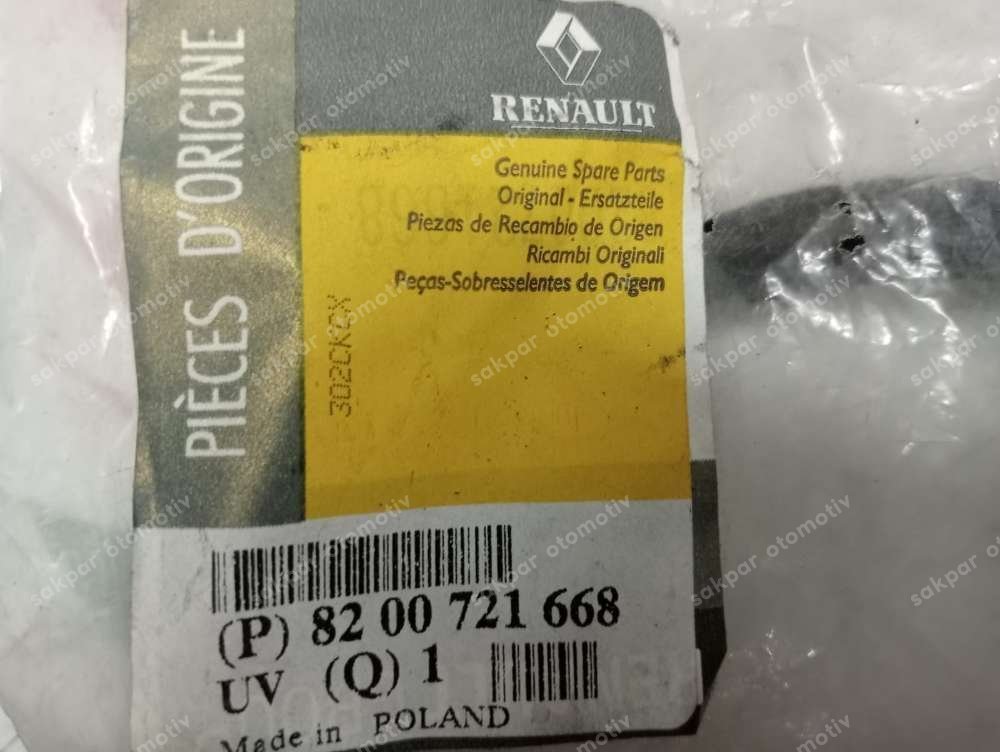 PIÈCES D'ORIGINE
RENAULT
Genuine Spare Parts
Original - Ersatzteile
Piezas de Recambio de Origen
Ricambi Originali
Peças-Sobresselentes de Origem
(P) 82 00 721 668
UV (Q) 1
Made in POLAND
sakpar otomotiv